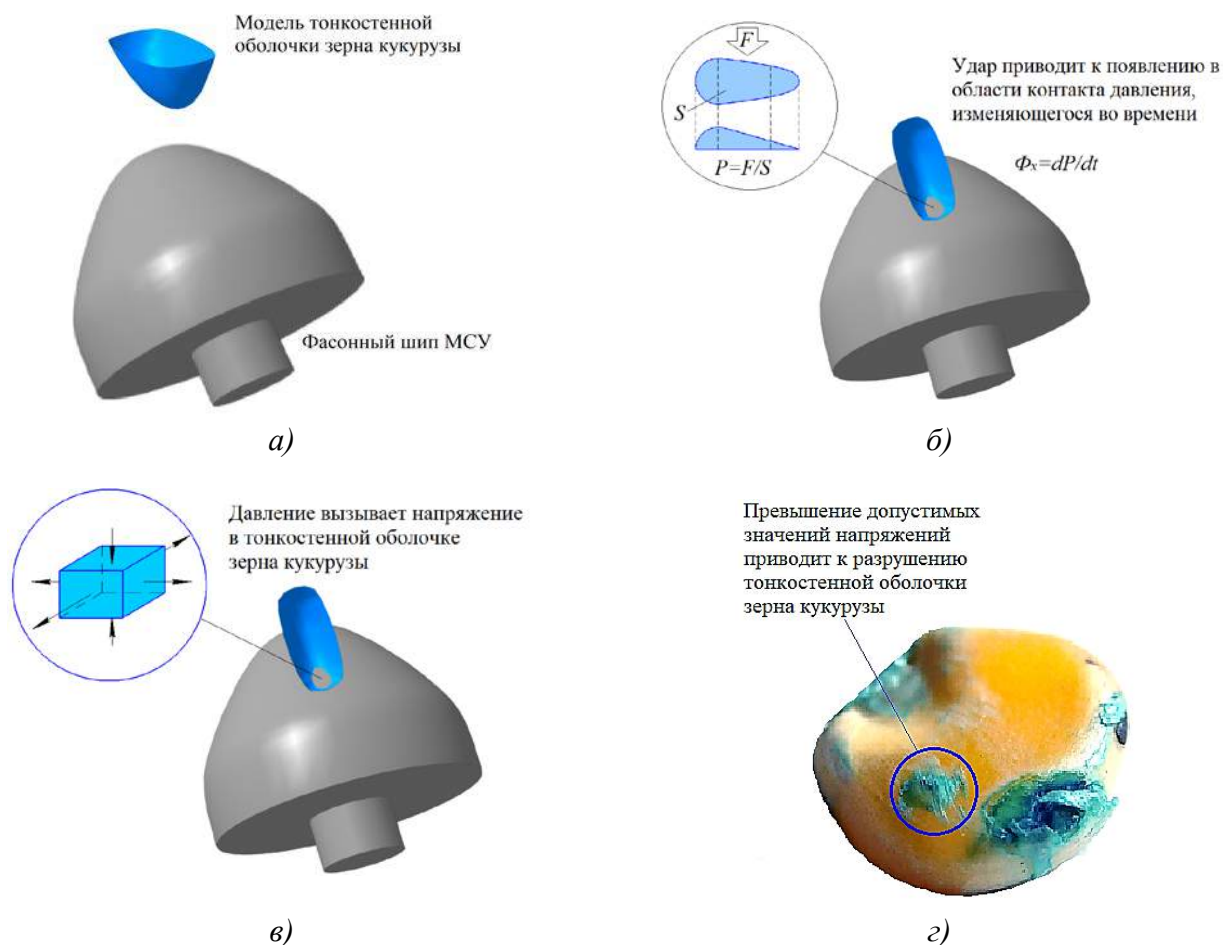 Модель тонкостенной
оболочки зерна кукурузы
Фасонный шип МСУ
а)
F
S
P=F/S
Удар приводит к появлению в
области контакта давления,
изменяющегося во времени
Φx=dP/dt
б)
Давление вызывает напряжение
в тонкостенной оболочке
зерна кукурузы
в)
Превышение допустимых
значений напряжений
приводит к разрушению
тонкостенной оболочки
зерна кукурузы
г)